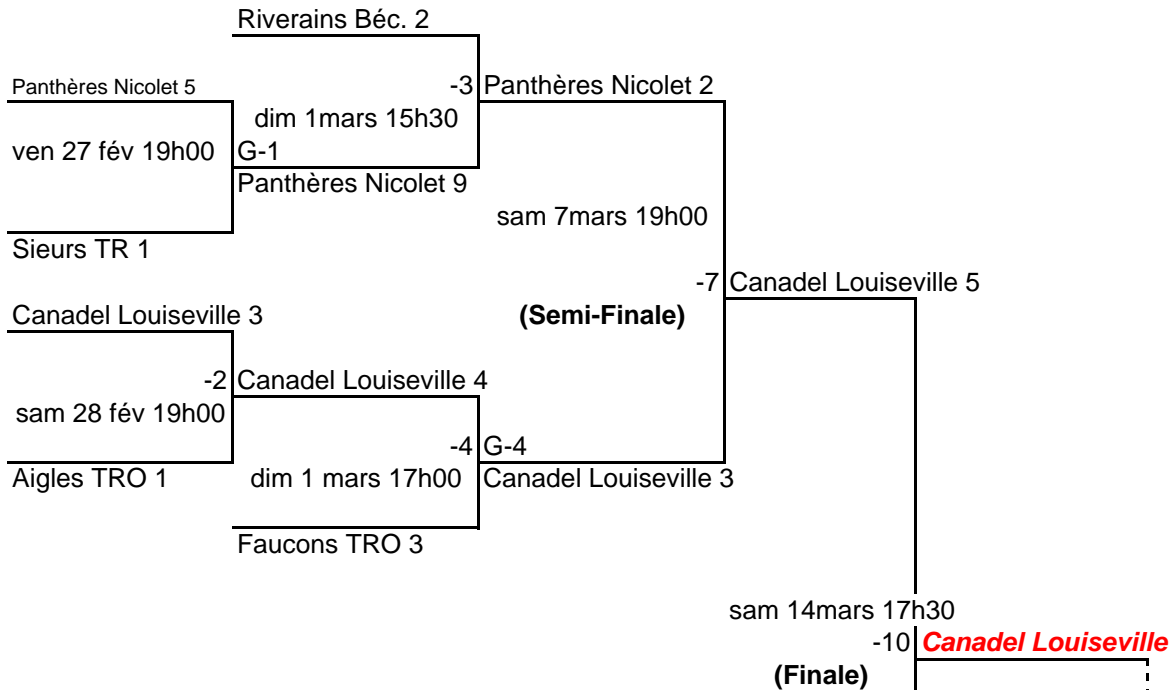 Riverains Béc. 2
Panthères Nicolet 5
-3 Panthères Nicolet 2
dim 1mars 15h30
ven 27 fév 19h00 G-1
Panthères Nicolet 9
sam 7mars 19h00
Sieurs TR 1
-7 Canadel Louiseville 5
Canadel Louiseville 3 (Semi-Finale)
-2 Canadel Louiseville 4
sam 28 fév 19h00
-4 G-4
Aigles TRO 1 dim 1 mars 17h00 Canadel Louiseville 3
Faucons TRO 3
sam 14mars 17h30
-10 Canadel Louiseville
(Finale)